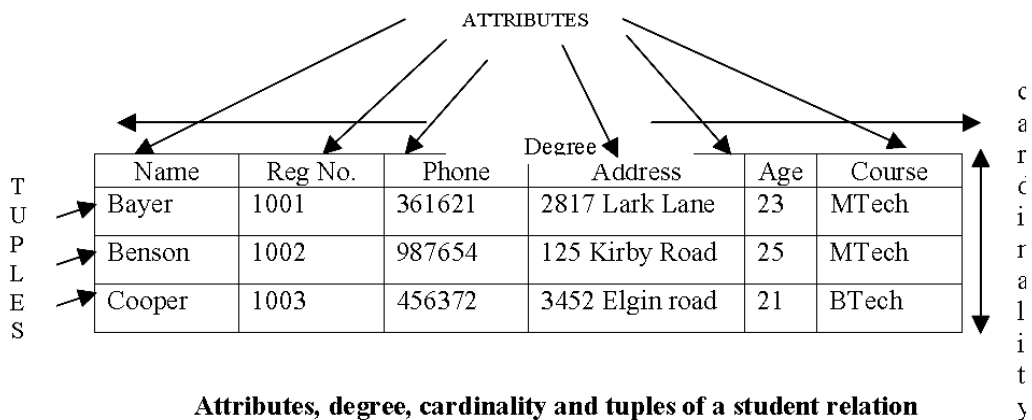 ATTRIBUTES
Degree
Name Reg No. Phone Address Age Course
Bayer 1001 361621 2817 Lark Lane 23 MTech
Benson 1002 987654 125 Kirby Road 25 MTech
Cooper 1003 456372 3452 Elgin road 21 BTech
TUPLES
cardinality
Attributes, degree, cardinality and tuples of a student relation